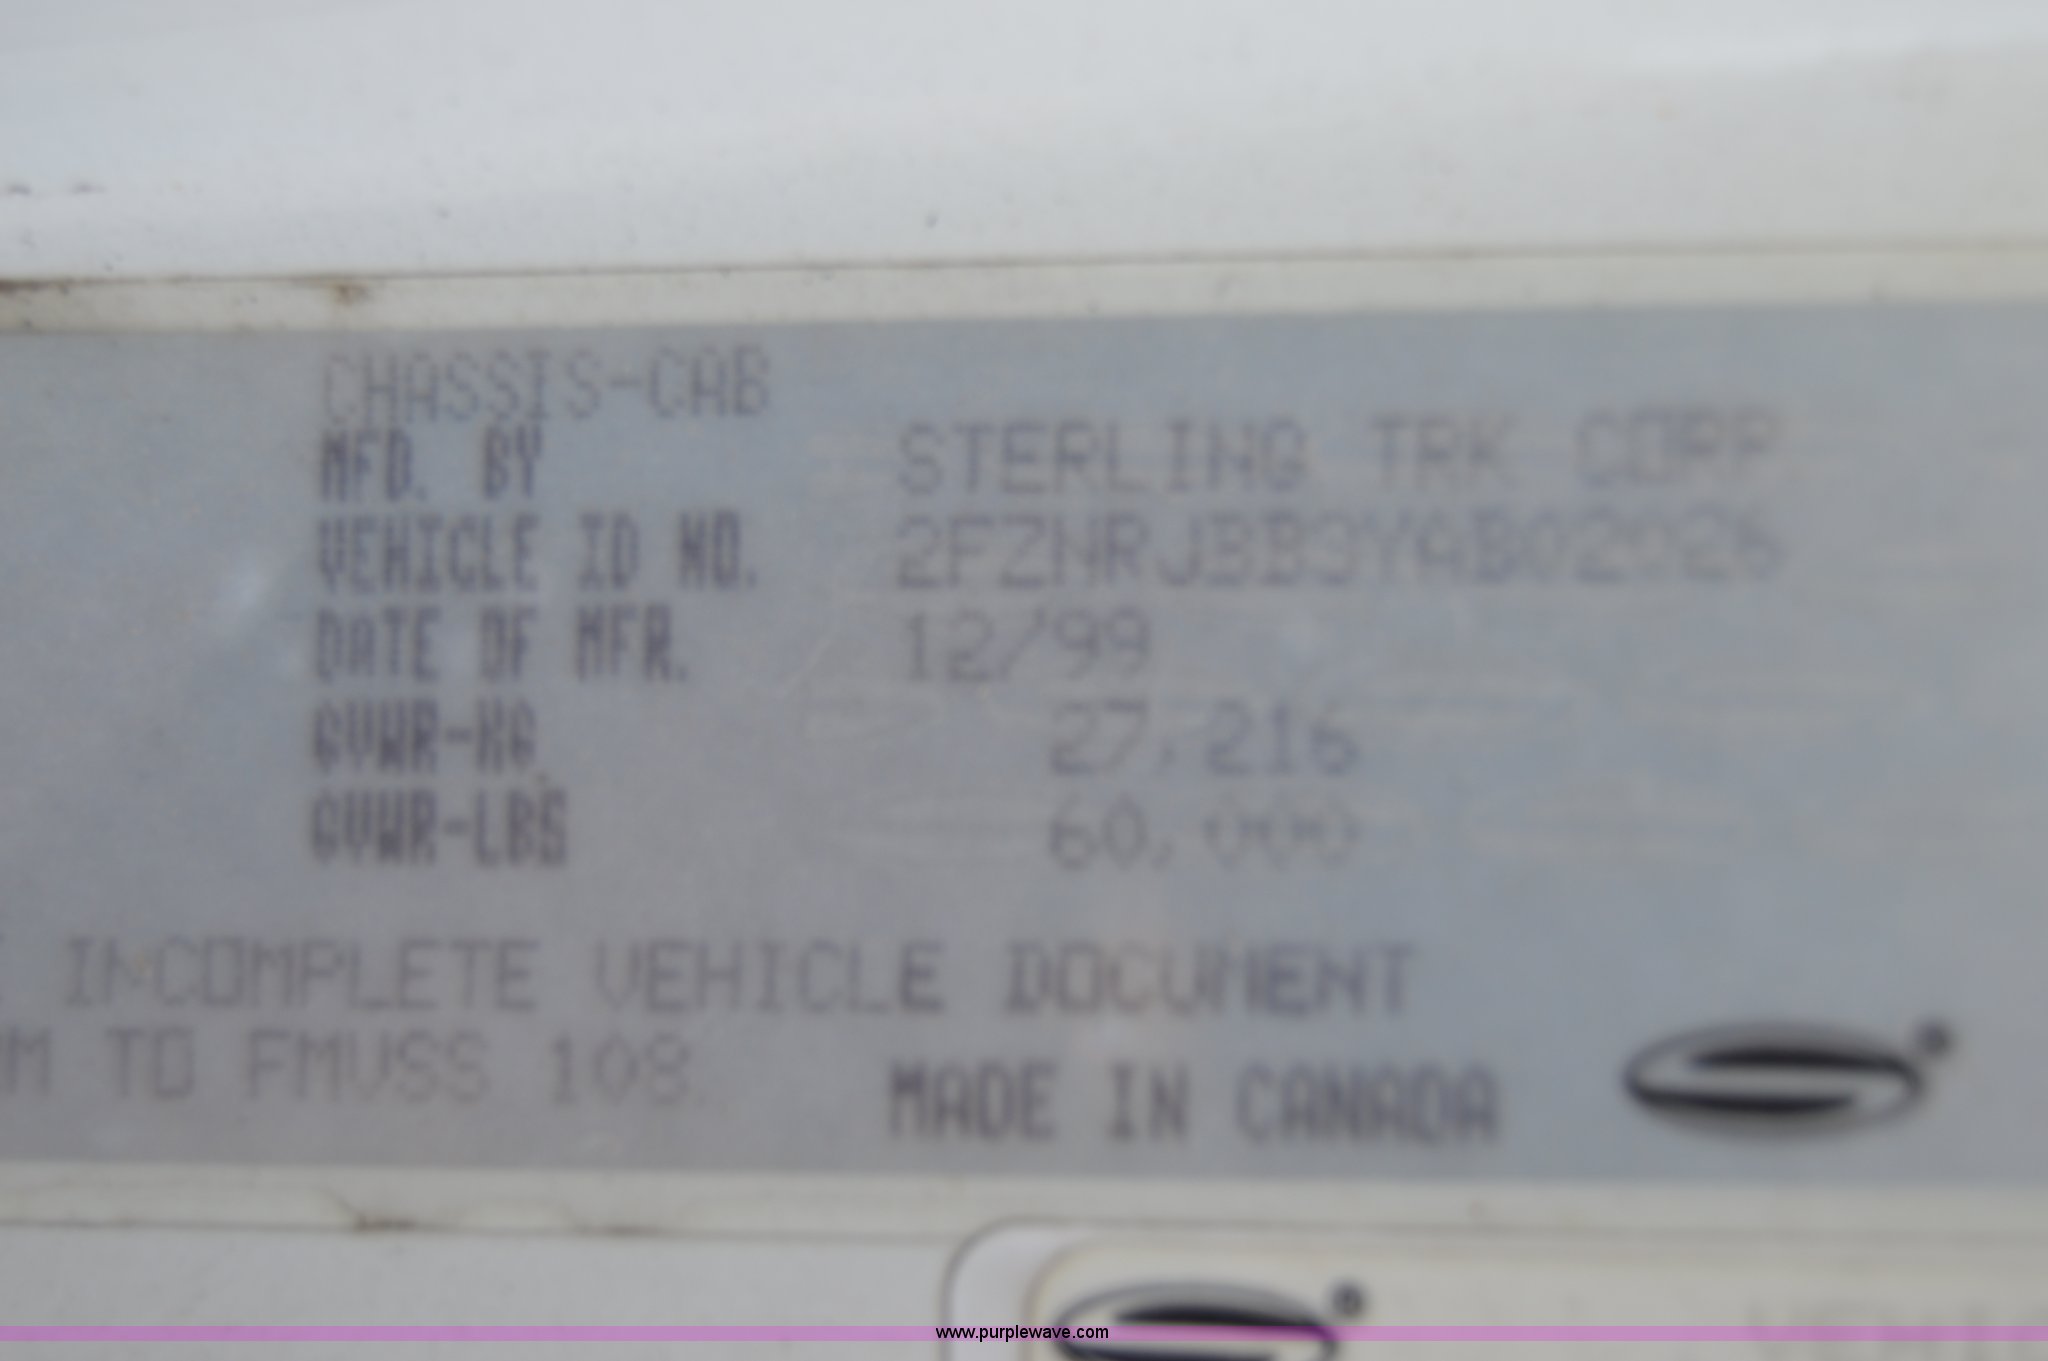 CHASSIS-CAB
MFD. BY STERLING TRK CORP.
VEHICLE ID NO. 2FZNRJBB3YAB02026
DATE OF MFR. 12/99
GVWR-KG 27,216
GVWR-LBS 60,000
INCOMPLETE VEHICLE DOCUMENT
TO FMVSS 108.
MADE IN CANADA
www.purplewave.com